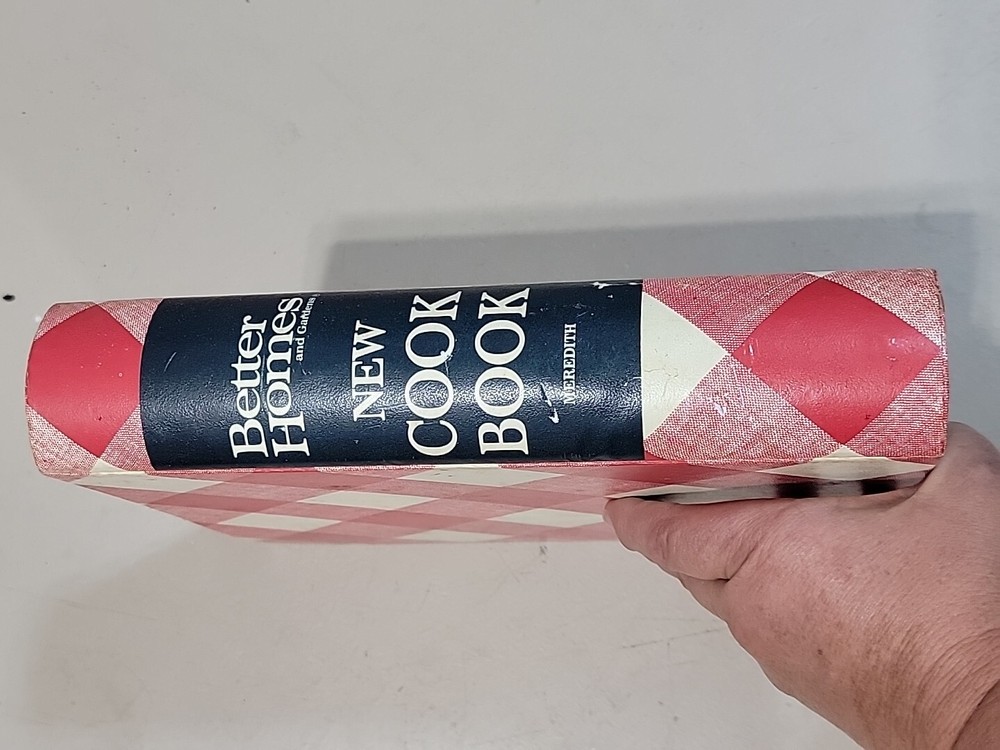 Better
Homes
and Gardens
NEW
COOK
BOOK
MEREDITH